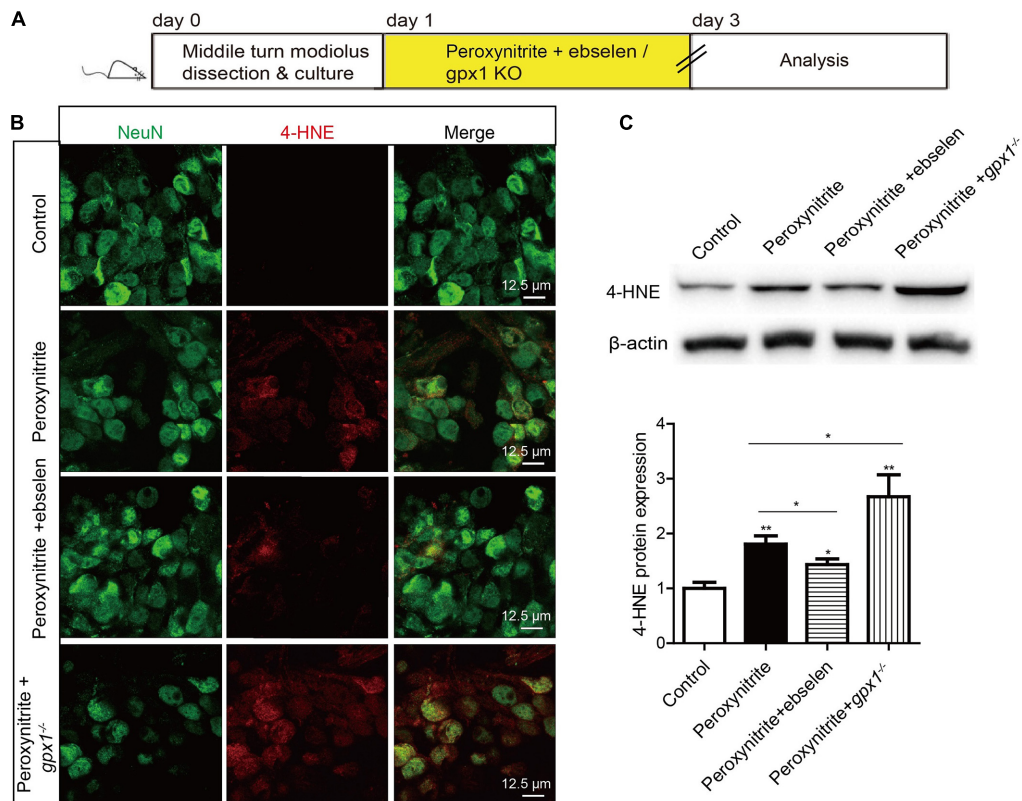 A
day 0
day 1
day 3
Middile turn modiolus
dissection & culture
Peroxynitrite + ebselen /
gpx1 KO
Analysis
B
NeuN
4-HNE
Merge
Control
12.5 µm
Peroxynitrite
12.5 µm
Peroxynitrite +ebselen
12.5 µm
Peroxynitrite +
gpx1-/-
12.5 µm
C
Control
Peroxynitrite
Peroxynitrite +ebselen
Peroxynitrite +gpx1-/-
4-HNE
β-actin
4-HNE protein expression
4
3
2
1
0
*
*
**
*
**
Control
Peroxynitrite
Peroxynitrite+ebselen
Peroxynitrite+gpx1-/-